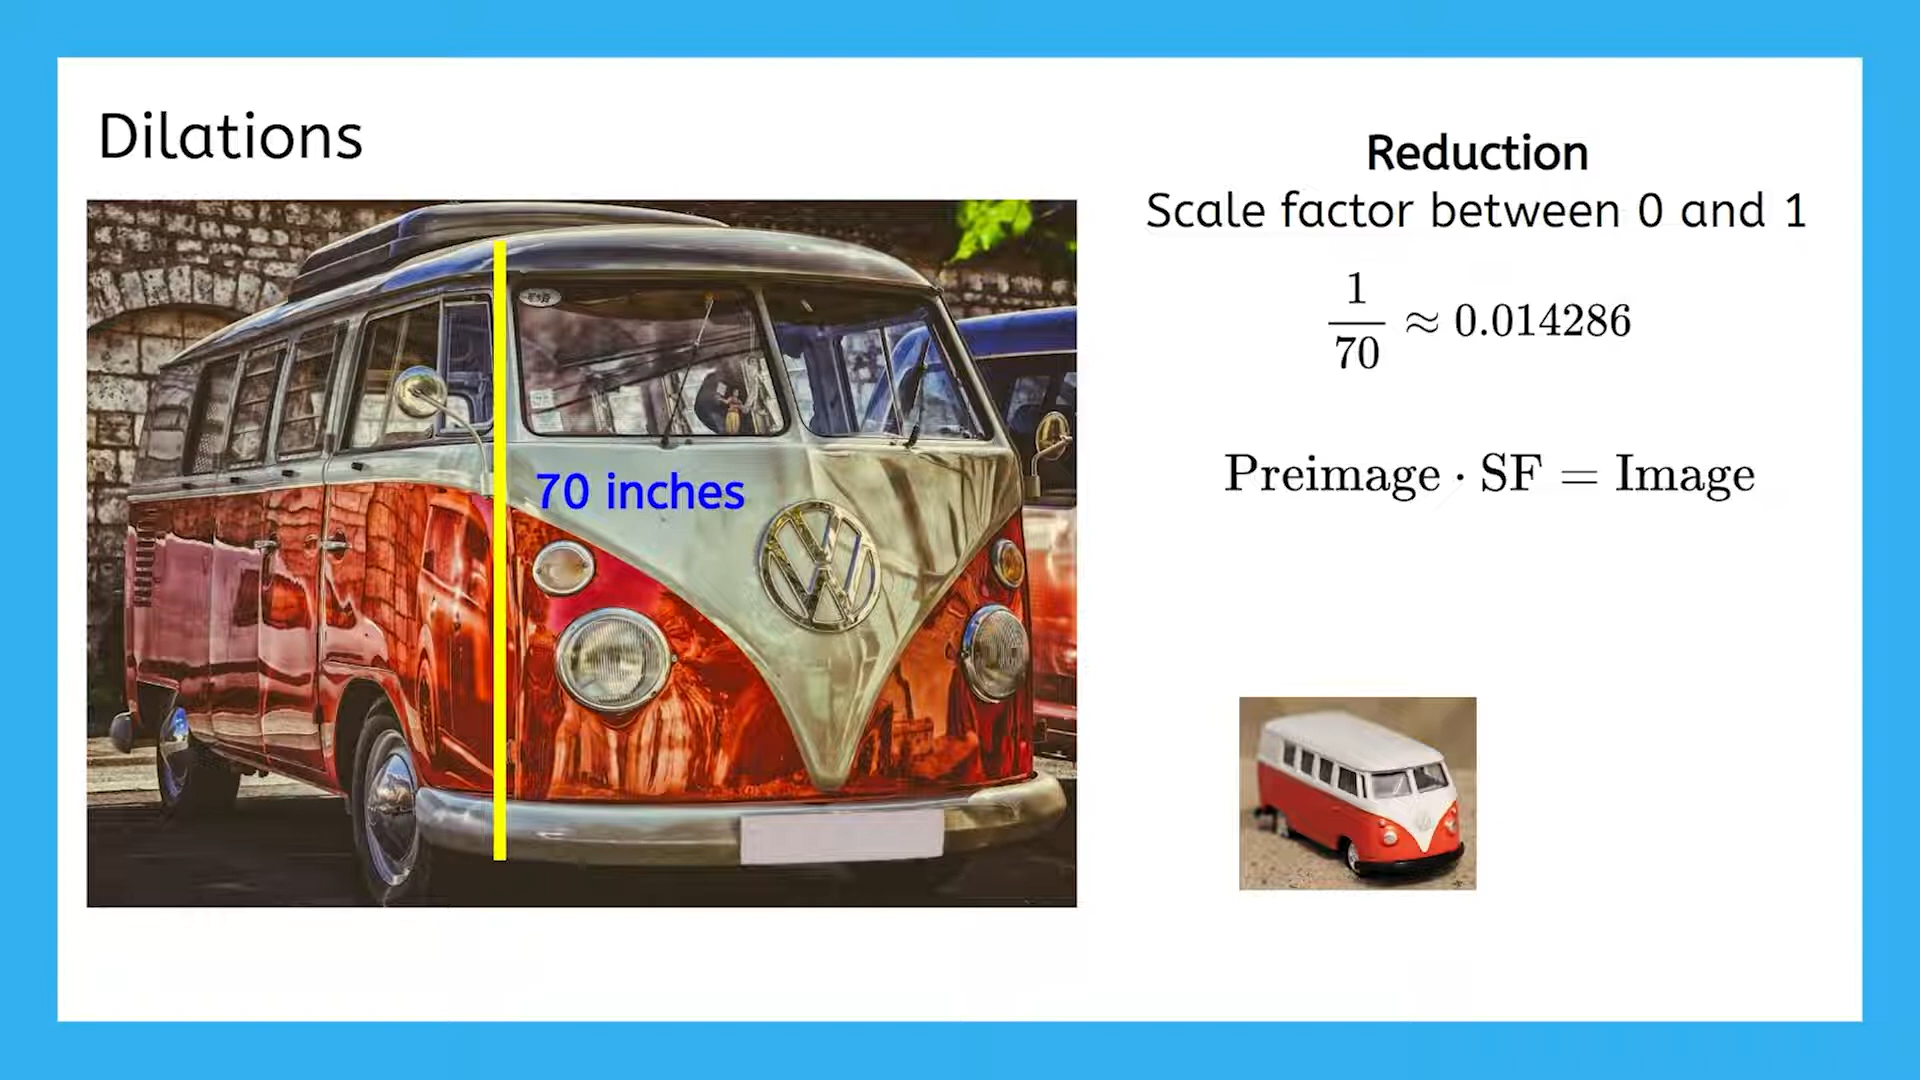 Dilations
Reduction
Scale factor between 0 and 1
1/70 ≈ 0.014286
Preimage · SF = Image
70 inches